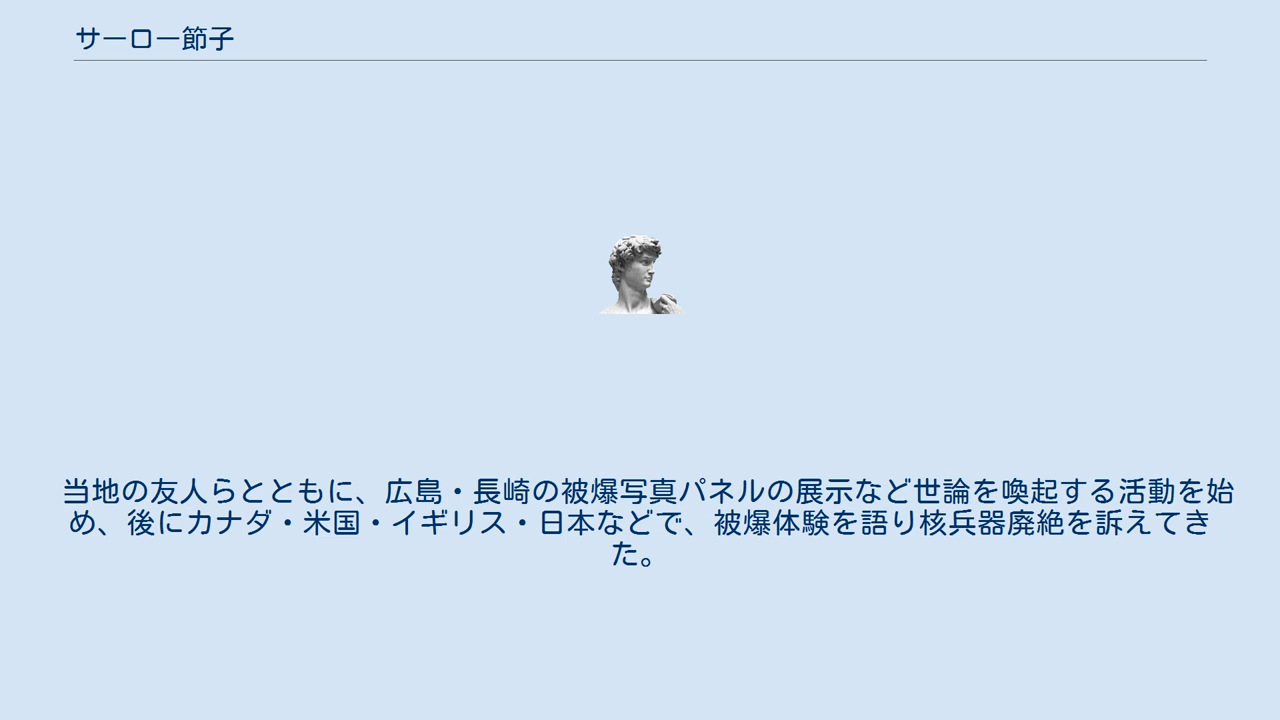 サーロー節子
当地の友人らとともに、広島・長崎の被爆写真パネルの展示など世論を喚起する活動を始
め、後にカナダ・米国・イギリス・日本などで、被爆体験を語り核兵器廃絶を訴えてき
た。